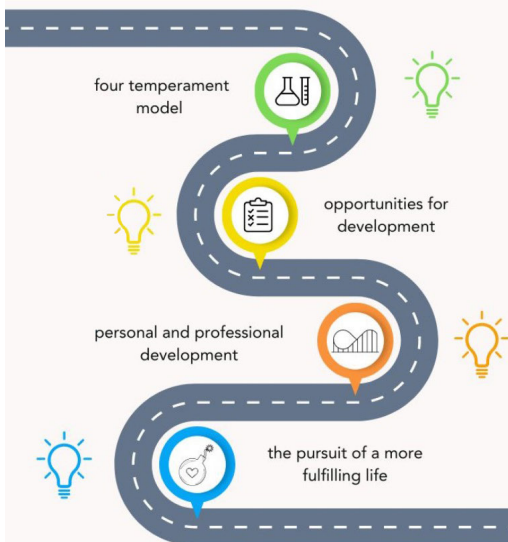 four temperament
model
opportunities for
development
personal and professional
development
the pursuit of a more
fulfilling life